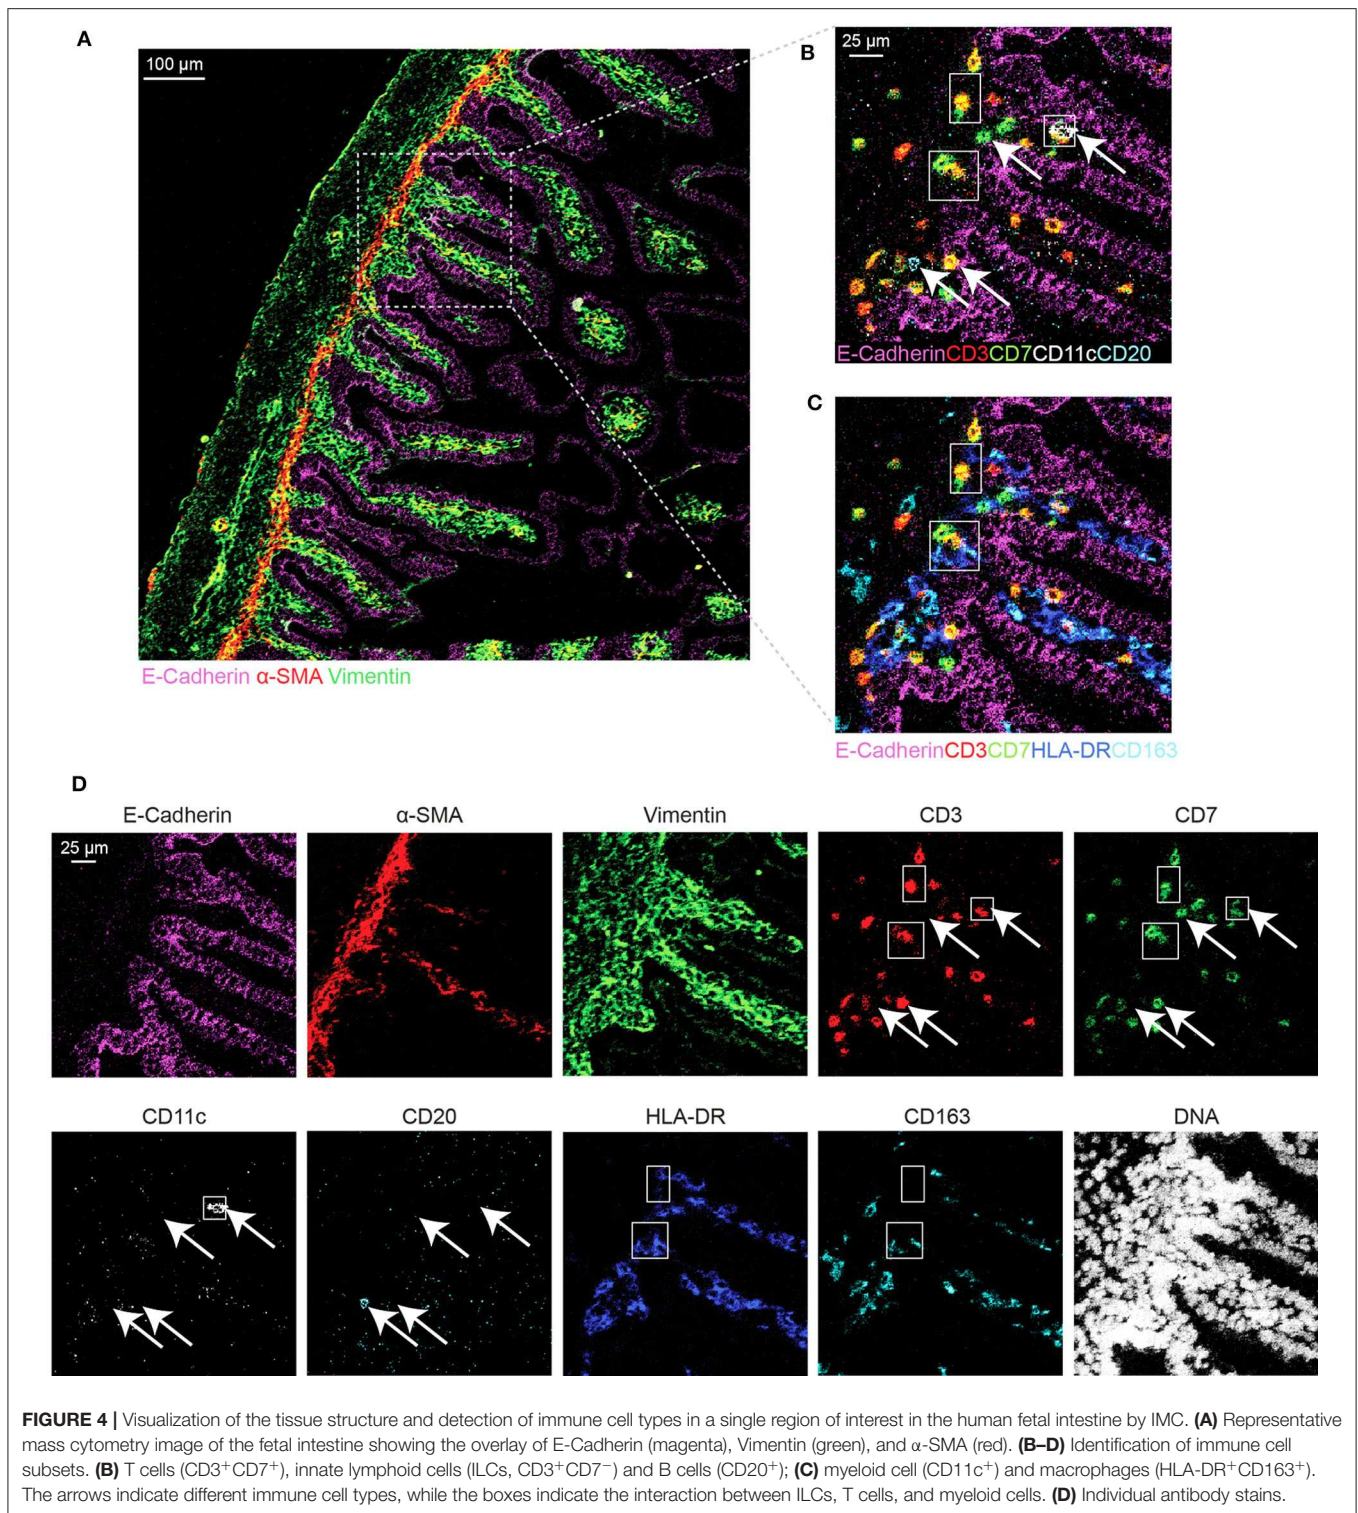 A
100 µm
E-Cadherin α-SMA Vimentin
B
25 µm
E-CadherinCD3CD7CD11cCD20
C
E-CadherinCD3CD7HLA-DRCD163
D
E-Cadherin α-SMA Vimentin CD3 CD7
25 µm
CD11c CD20 HLA-DR CD163 DNA
FIGURE 4 | Visualization of the tissue structure and detection of immune cell types in a single region of interest in the human fetal intestine by IMC. (A) Representative
mass cytometry image of the fetal intestine showing the overlay of E-Cadherin (magenta), Vimentin (green), and α-SMA (red). (B–D) Identification of immune cell
subsets. (B) T cells (CD3⁺CD7⁺), innate lymphoid cells (ILCs, CD3⁺CD7⁻) and B cells (CD20⁺); (C) myeloid cell (CD11c⁺) and macrophages (HLA-DR⁺CD163⁺).
The arrows indicate different immune cell types, while the boxes indicate the interaction between ILCs, T cells, and myeloid cells. (D) Individual antibody stains.